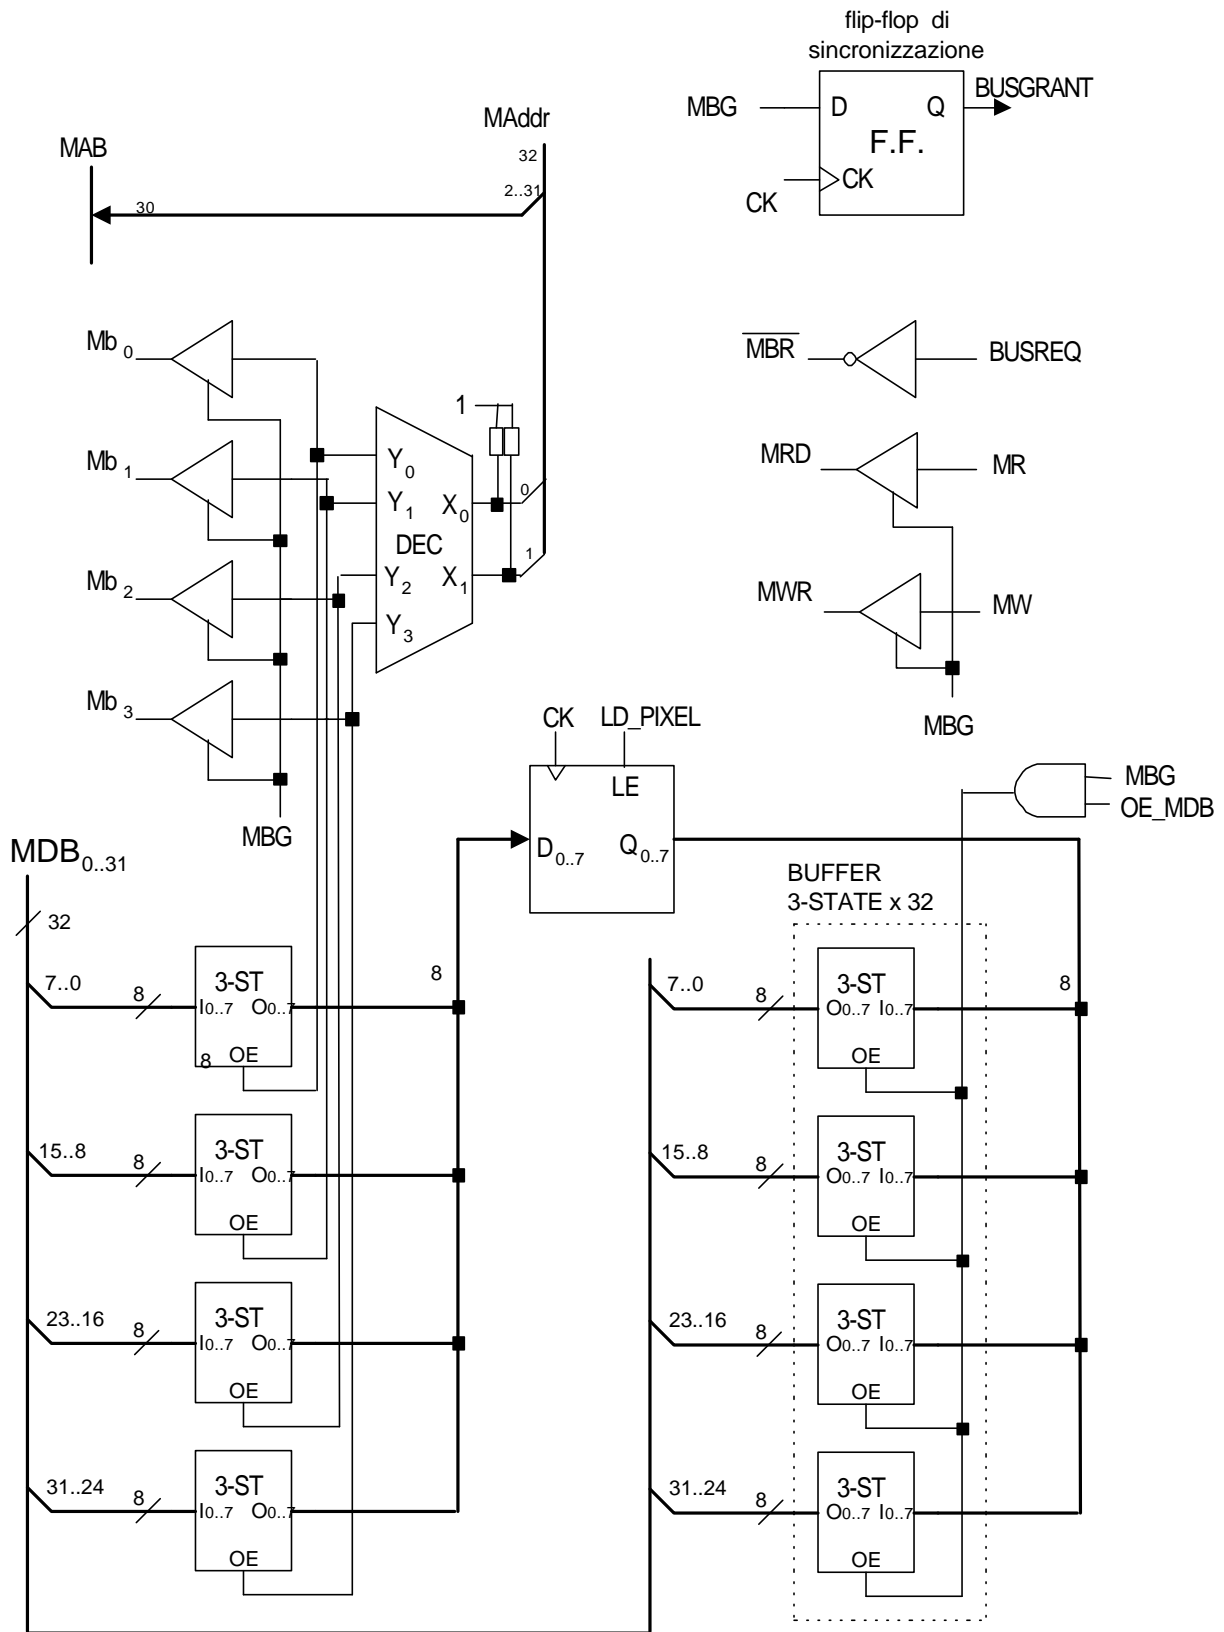 flip-flop di
sincronizzazione
MBG
D
Q
BUSGRANT
F.F.
CK
CK
MAB
MAddr
32
2..31
30
Mb 0
Mb 1
Mb 2
Mb 3
MBG
1
Y0
Y1
Y2
Y3
DEC
X0
X1
0
1
MBR
BUSREQ
MRD
MR
MWR
MW
MBG
CK
LD_PIXEL
LE
D0..7
Q0..7
MBG
OE_MDB
MDB0..31
32
7..0
8
3-ST
I0..7 O0..7
OE
8
8
15..8
8
3-ST
I0..7 O0..7
OE
23..16
8
3-ST
I0..7 O0..7
OE
31..24
8
3-ST
I0..7 O0..7
OE
BUFFER
3-STATE x 32
7..0
8
3-ST
O0..7 I0..7
OE
8
15..8
8
3-ST
O0..7 I0..7
OE
23..16
8
3-ST
O0..7 I0..7
OE
31..24
8
3-ST
O0..7 I0..7
OE